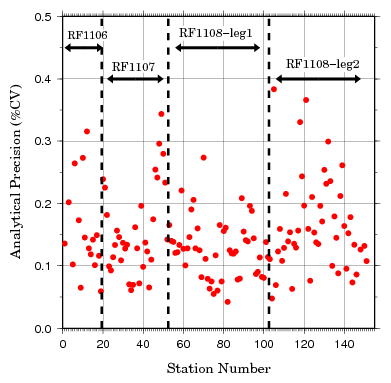 RF1106
RF1108−leg1
RF1107
RF1108−leg2
Analytical Precision (%CV)
0.5
0.4
0.3
0.2
0.1
0.0
0 20 40 60 80 100 120 140
Station Number